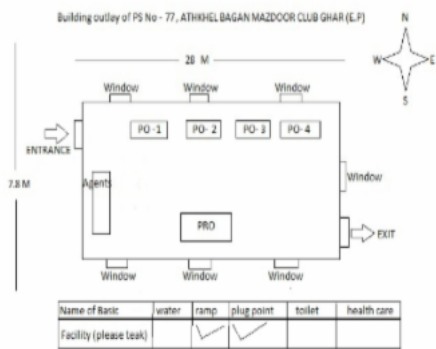 Building outlay of PS No - 77, ATHKHEL BAGAN MAZDOOR CLUB GHAR (E.P)
N
W E
S
28 M
Window Window Window
PO -1 PO- 2 PO- 3 PO- 4
ENTRANCE
7.8 M
Agents
Window
PRO
EXIT
Window Window Window
Name of Basic water ramp plug point toilet health care
Facility (please teak)